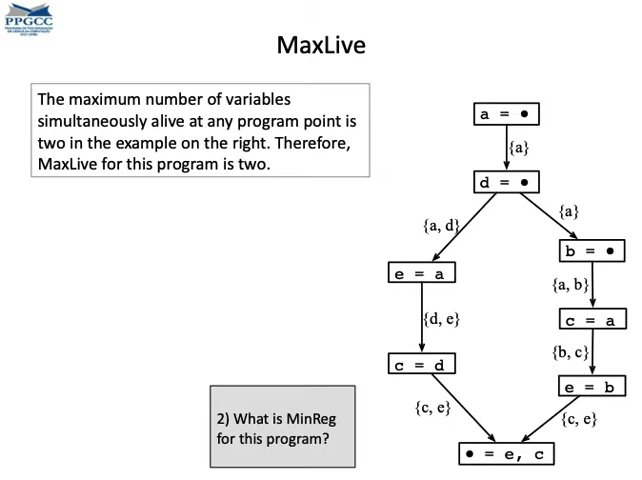 PPGCC
MaxLive
The maximum number of variables
simultaneously alive at any program point is
two in the example on the right. Therefore,
MaxLive for this program is two.
a = •
{a}
d = •
{a, d}
{a}
e = a
b = •
{d, e}
{a, b}
c = a
c = d
{b, c}
e = b
{c, e}
{c, e}
• = e, c
2) What is MinReg
for this program?